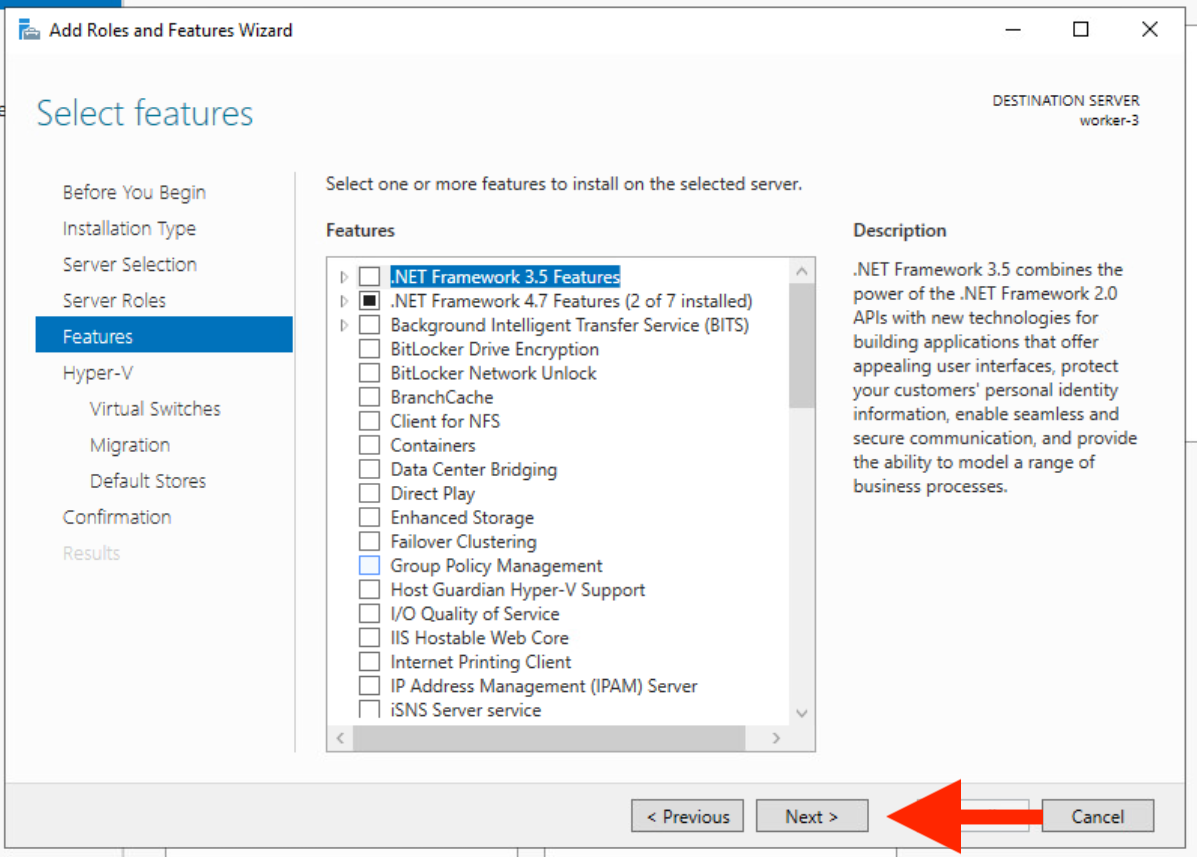 Add Roles and Features Wizard
Select features
DESTINATION SERVER
worker-3
Before You Begin
Installation Type
Server Selection
Server Roles
Features
Hyper-V
Virtual Switches
Migration
Default Stores
Confirmation
Results
Select one or more features to install on the selected server.
Features
.NET Framework 3.5 Features
.NET Framework 4.7 Features (2 of 7 installed)
Background Intelligent Transfer Service (BITS)
BitLocker Drive Encryption
BitLocker Network Unlock
BranchCache
Client for NFS
Containers
Data Center Bridging
Direct Play
Enhanced Storage
Failover Clustering
Group Policy Management
Host Guardian Hyper-V Support
I/O Quality of Service
IIS Hostable Web Core
Internet Printing Client
IP Address Management (IPAM) Server
iSNS Server service
Description
.NET Framework 3.5 combines the
power of the .NET Framework 2.0
APIs with new technologies for
building applications that offer
appealing user interfaces, protect
your customers' personal identity
information, enable seamless and
secure communication, and provide
the ability to model a range of
business processes.
< Previous
Next >
Cancel